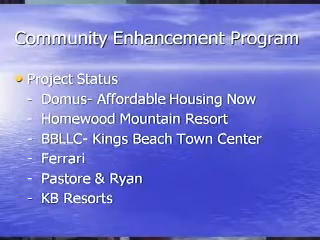 Community Enhancement Program
• Project Status
- Domus- Affordable Housing Now
- Homewood Mountain Resort
- BBLLC- Kings Beach Town Center
- Ferrari
- Pastore & Ryan
- KB Resorts